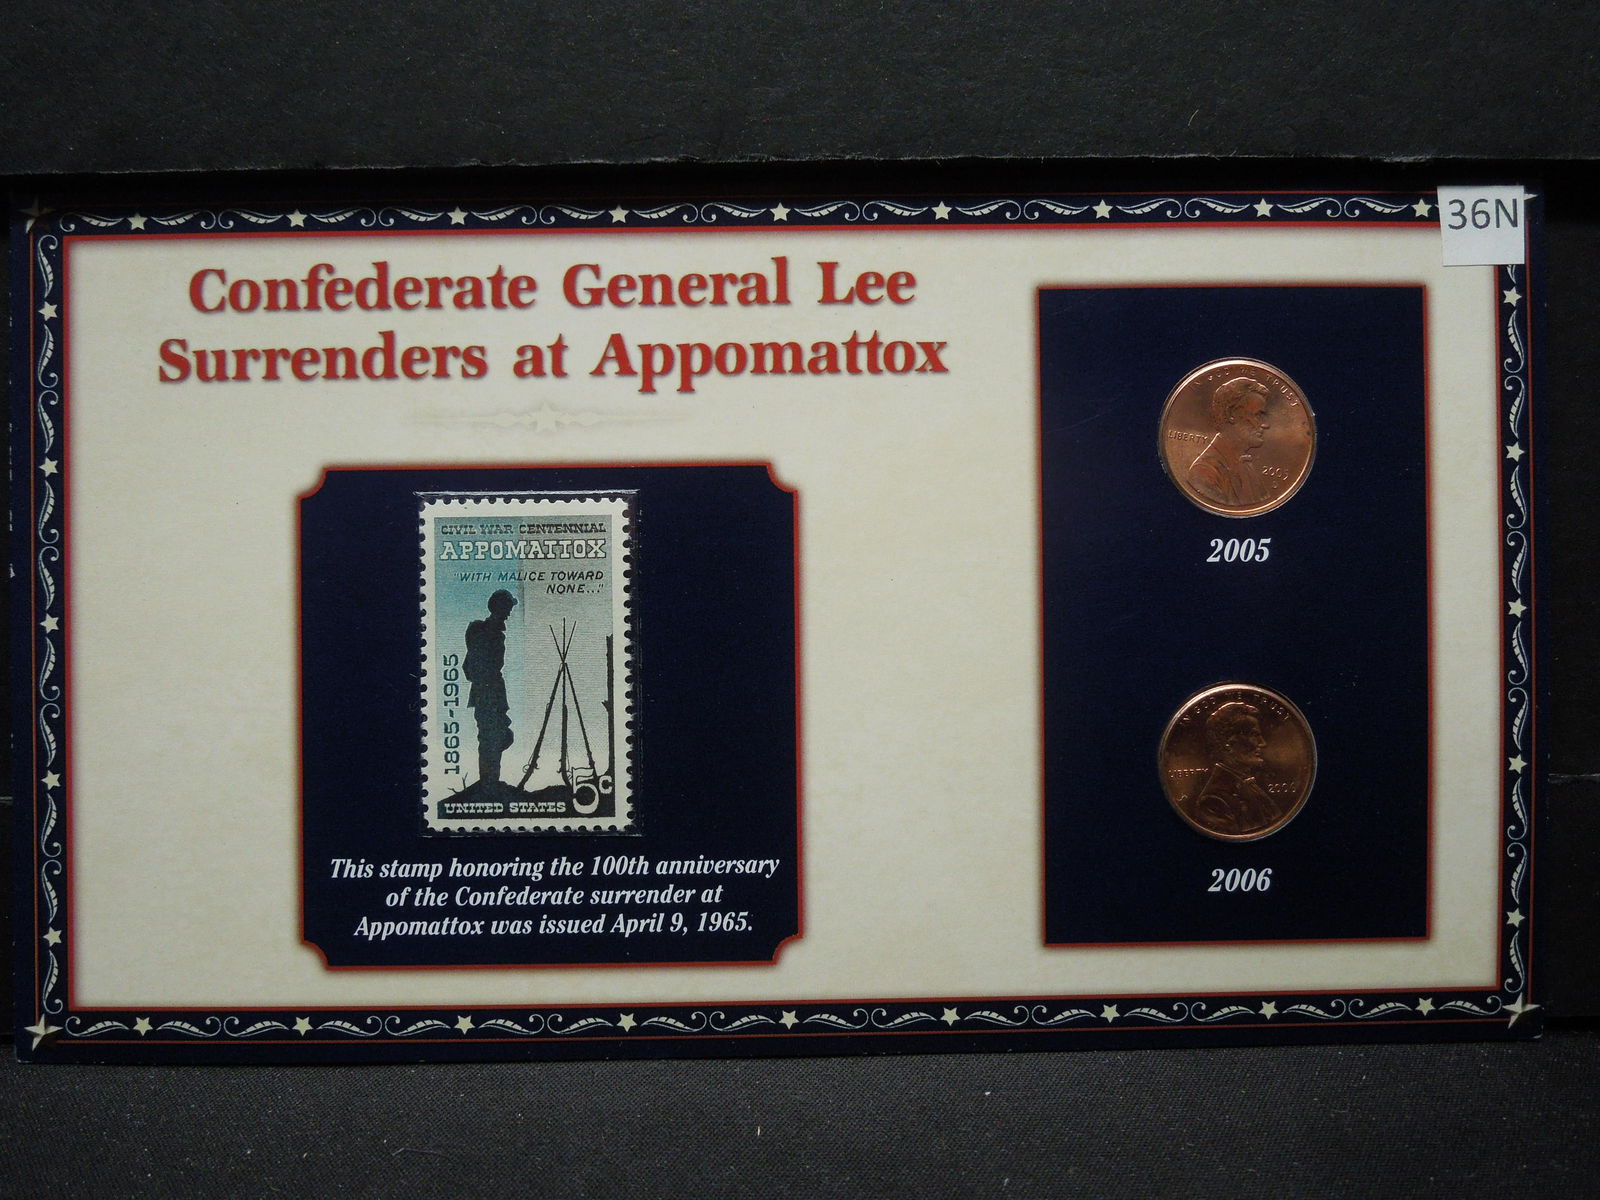 36N
Confederate General Lee
Surrenders at Appomattox
CIVIL WAR CENTENNIAL
APPOMATTOX
"WITH MALICE TOWARD
NONE..."
1865-1965
UNITED STATES 5c
This stamp honoring the 100th anniversary
of the Confederate surrender at
Appomattox was issued April 9, 1965.
IN GOD WE TRUST
LIBERTY
2005
2005
IN GOD WE TRUST
LIBERTY
2006
2006